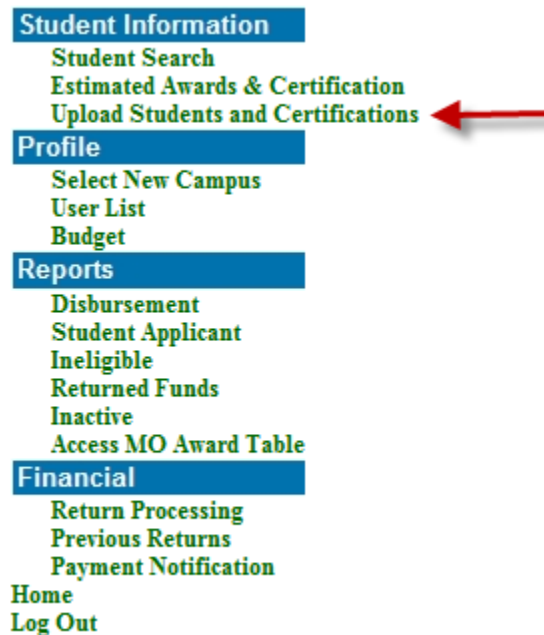 Student Information
Student Search
Estimated Awards & Certification
Upload Students and Certifications
Profile
Select New Campus
User List
Budget
Reports
Disbursement
Student Applicant
Ineligible
Returned Funds
Inactive
Access MO Award Table
Financial
Return Processing
Previous Returns
Payment Notification
Home
Log Out